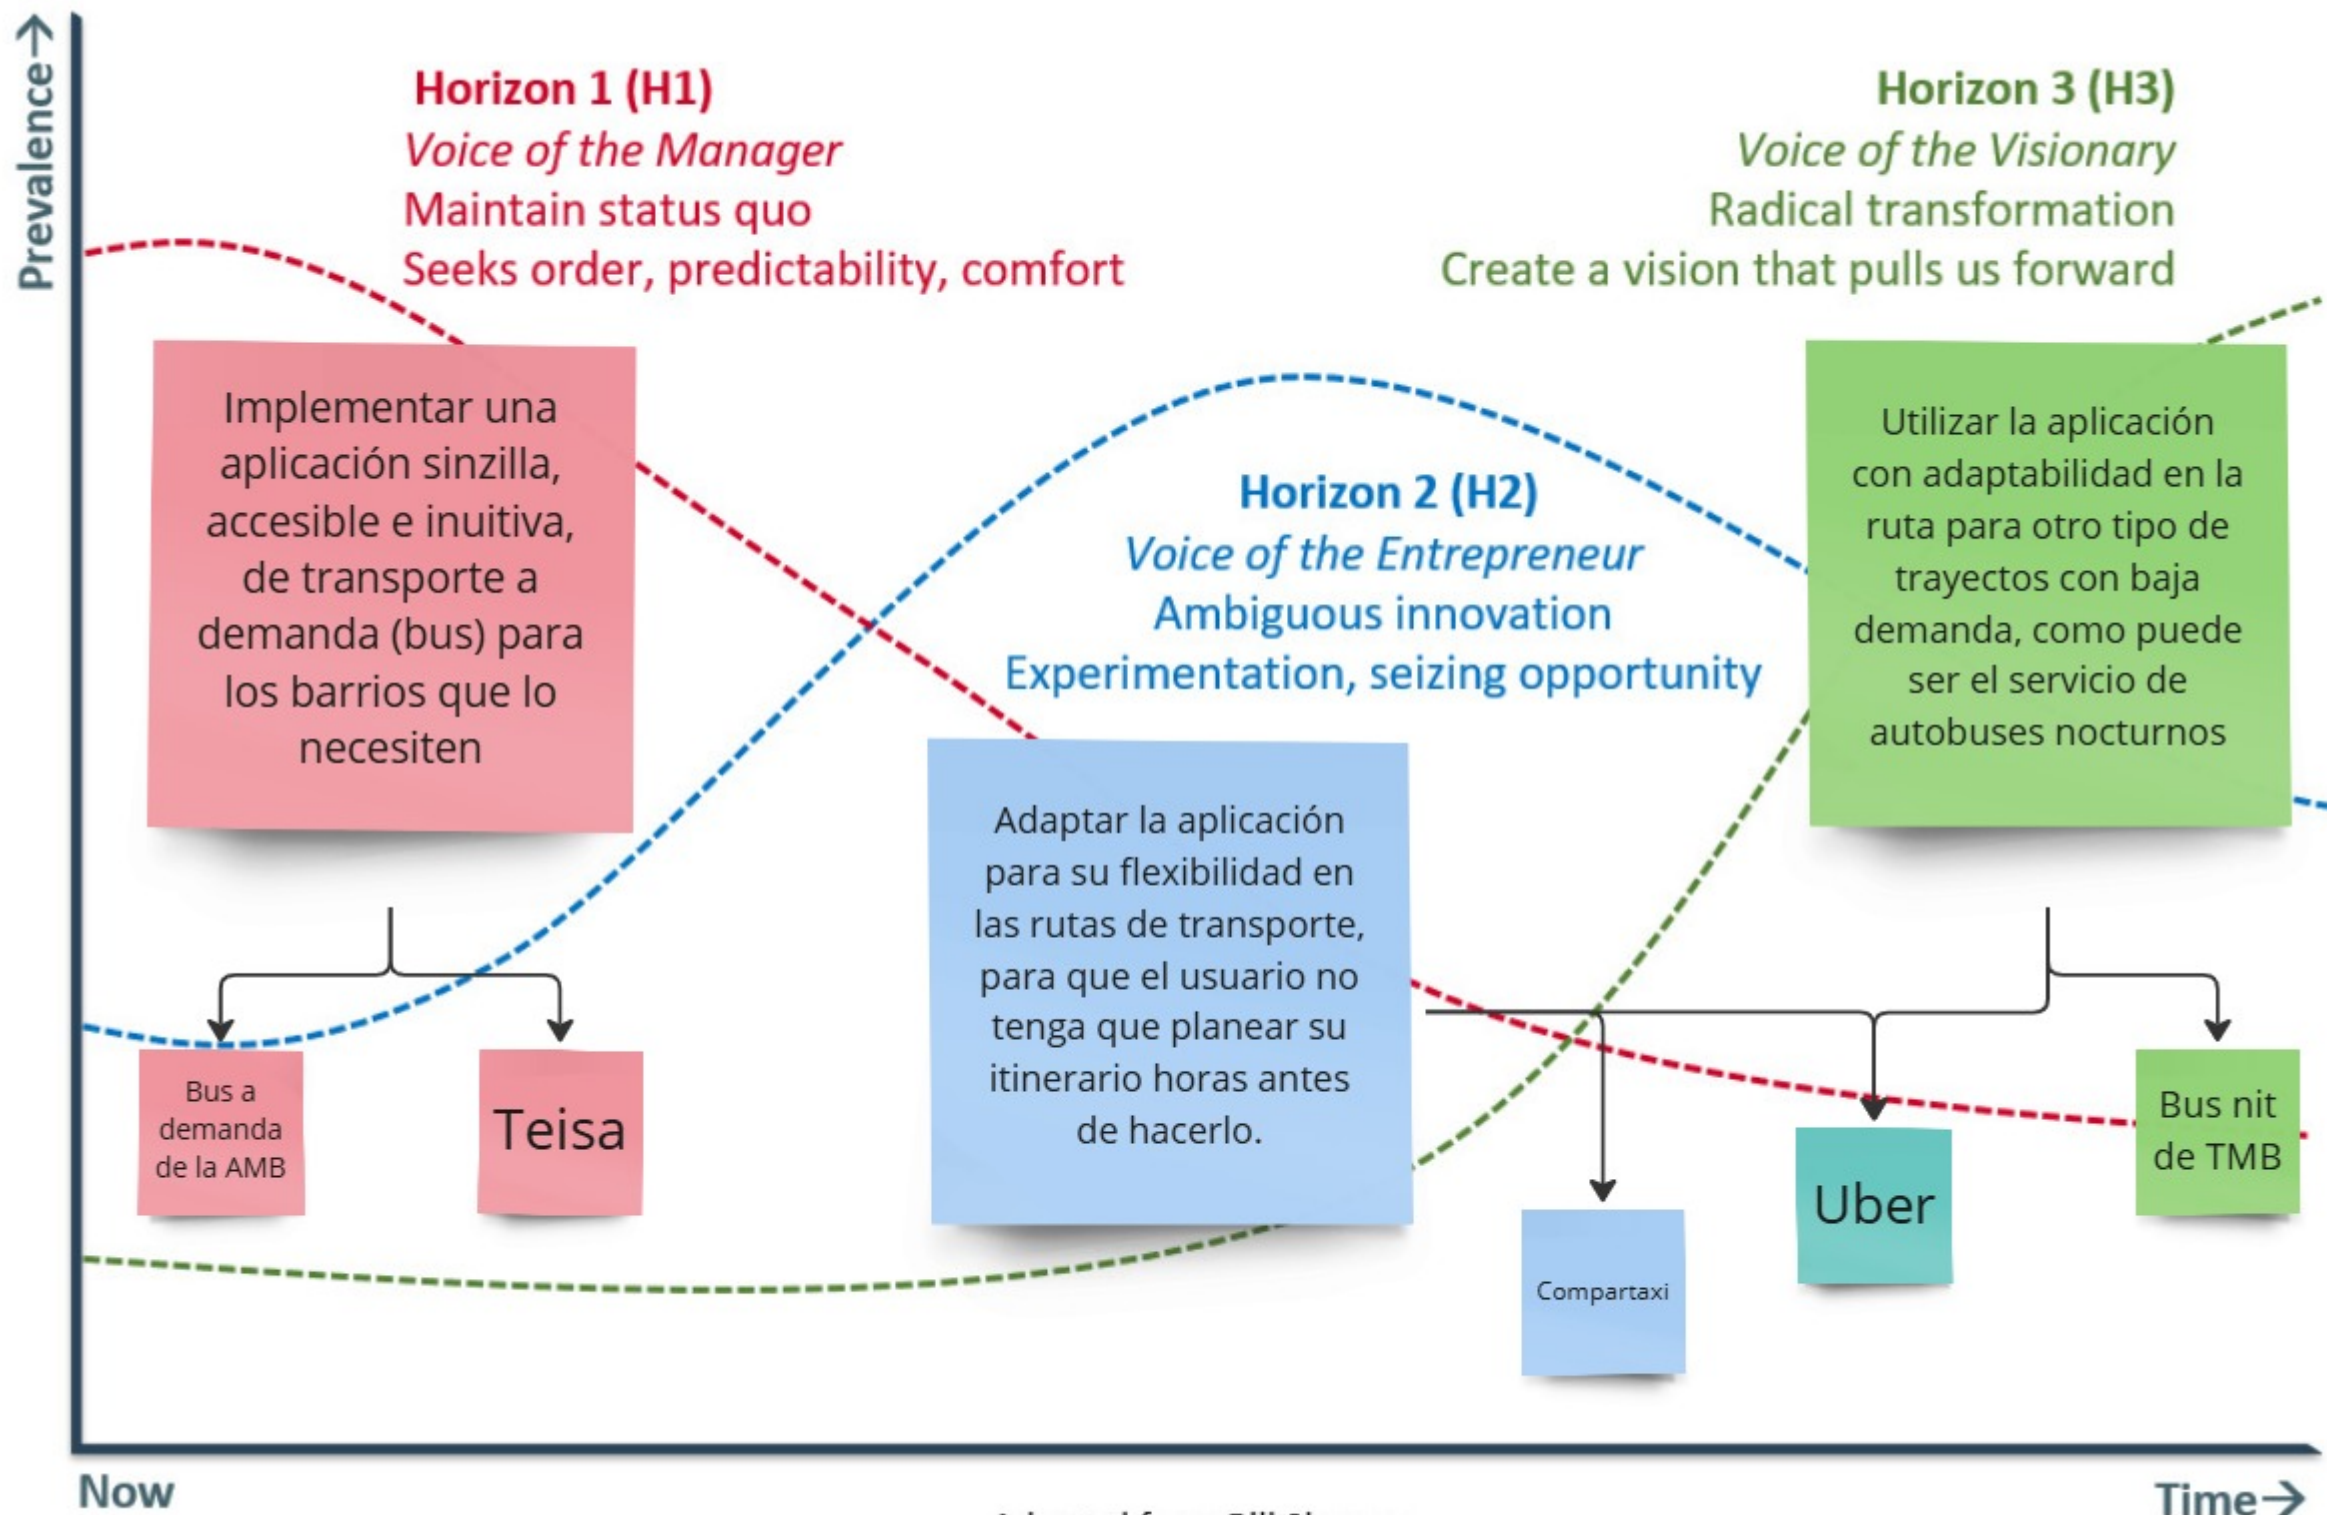 Prevalence→
Horizon 1 (H1)
Voice of the Manager
Maintain status quo
Seeks order, predictability, comfort
Horizon 3 (H3)
Voice of the Visionary
Radical transformation
Create a vision that pulls us forward
Implementar una
aplicación sinzilla,
accesible e inuitiva,
de transporte a
demanda (bus) para
los barrios que lo
necesiten
Horizon 2 (H2)
Voice of the Entrepreneur
Ambiguous innovation
Experimentation, seizing opportunity
Utilizar la aplicación
con adaptabilidad en la
ruta para otro tipo de
trayectos con baja
demanda, como puede
ser el servicio de
autobuses nocturnos
Adaptar la aplicación
para su flexibilidad en
las rutas de transporte,
para que el usuario no
tenga que planear su
itinerario horas antes
de hacerlo.
Bus a
demanda
de la AMB
Teisa
Compartaxi
Uber
Bus nit
de TMB
Now
Time→